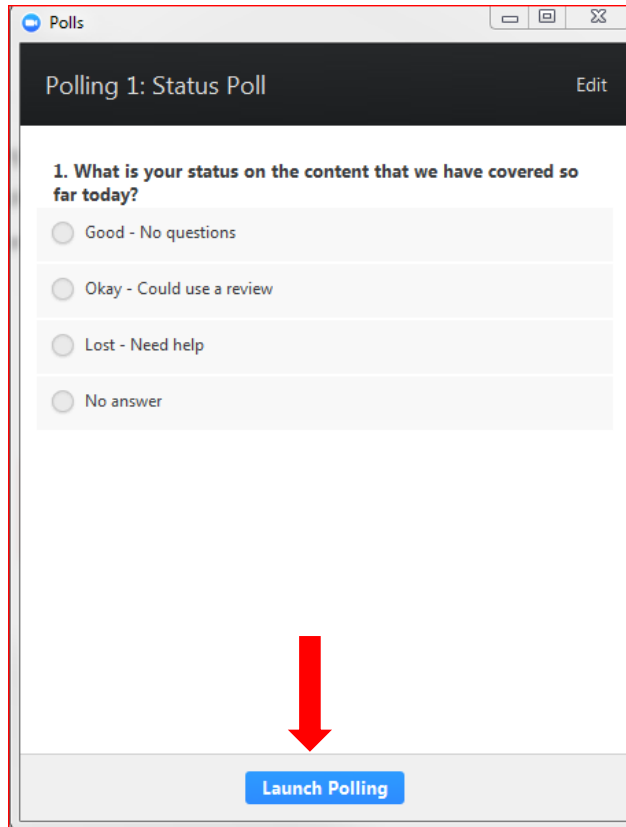 Polls
Polling 1: Status Poll
Edit
1. What is your status on the content that we have covered so
far today?
Good - No questions
Okay - Could use a review
Lost - Need help
No answer
Launch Polling